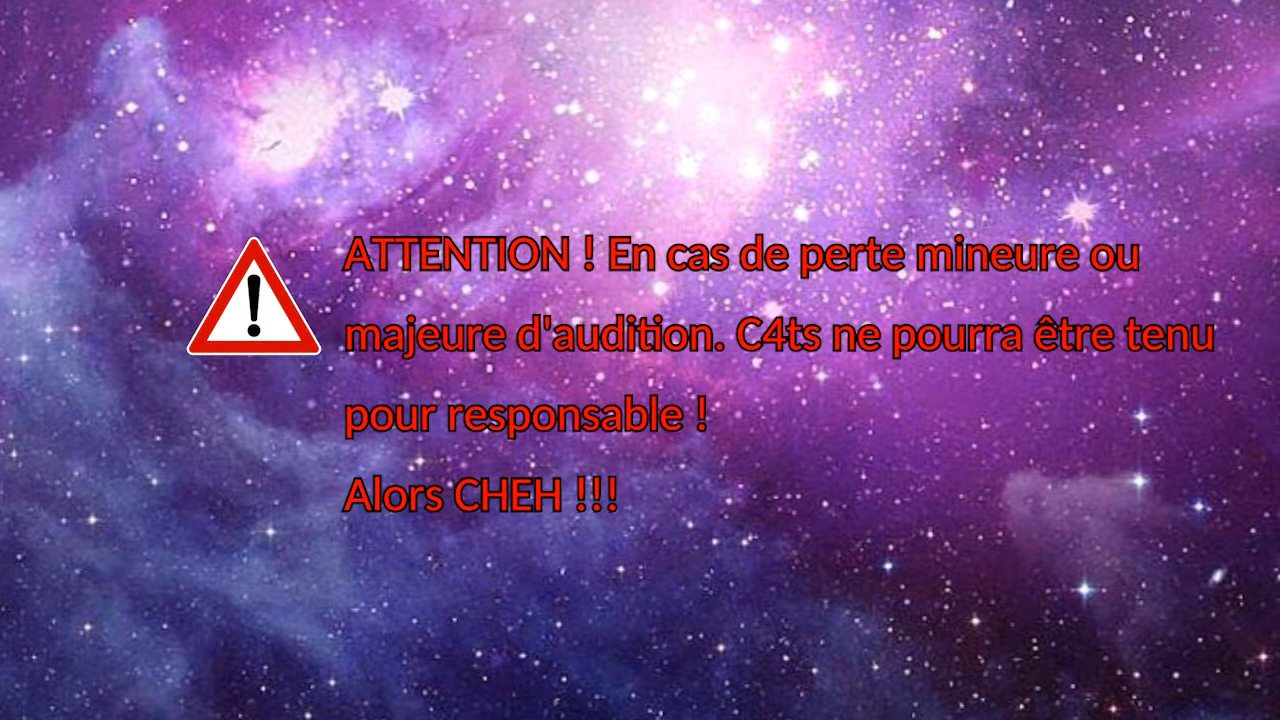 ATTENTION ! En cas de perte mineure ou
majeure d'audition. C4ts ne pourra être tenu
pour responsable !
Alors CHEH !!!